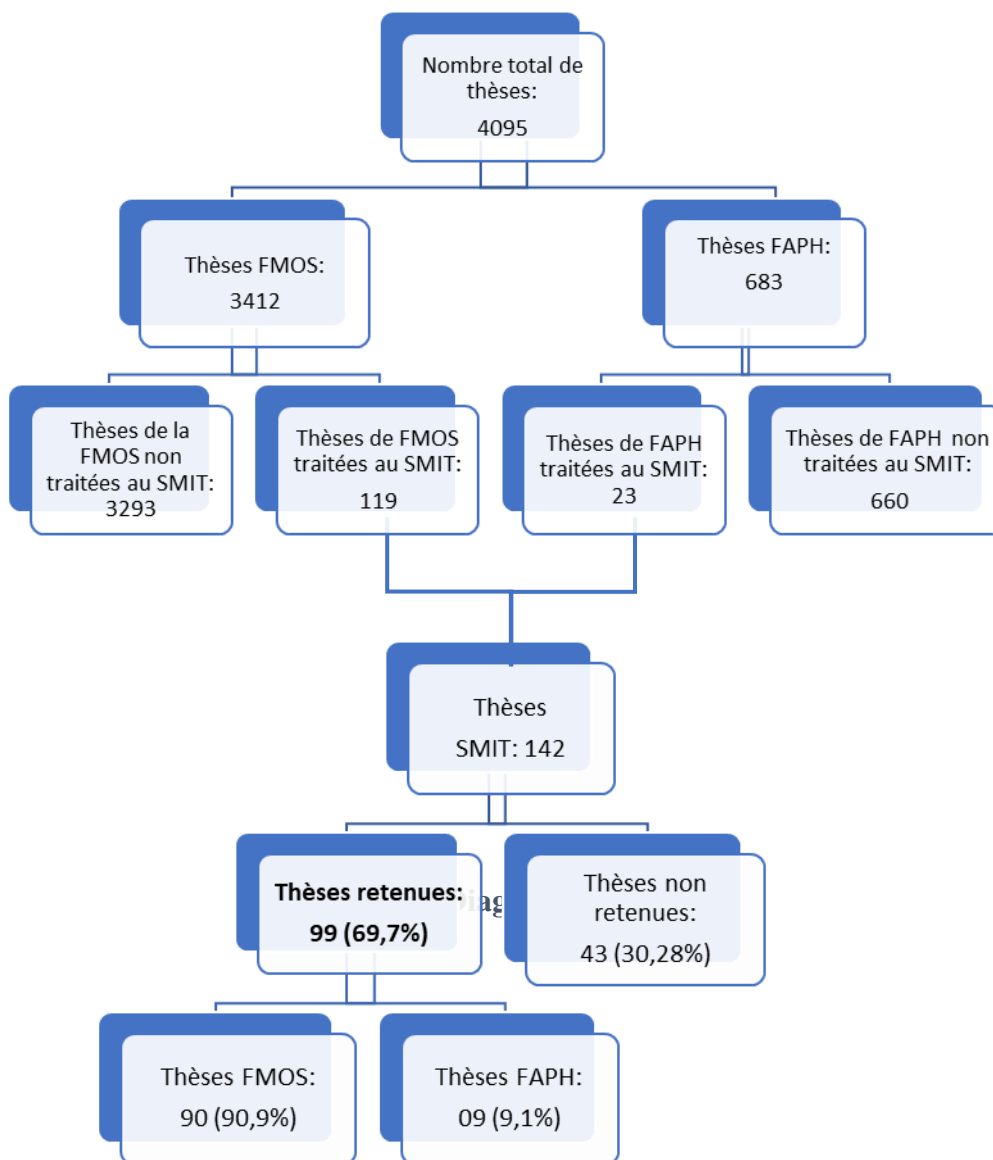 Nombre total de
thèses:
4095
Thèses FMOS:
3412
Thèses FAPH:
683
Thèses de la
FMOS non
traitées au SMIT:
3293
Thèses de FMOS
traitées au SMIT:
119
Thèses de FAPH
traitées au SMIT:
23
Thèses de FAPH non
traitées au SMIT:
660
Thèses
SMIT: 142
Thèses retenues:
99 (69,7%)
Thèses non
retenues:
43 (30,28%)
Thèses FMOS:
90 (90,9%)
Thèses FAPH:
09 (9,1%)